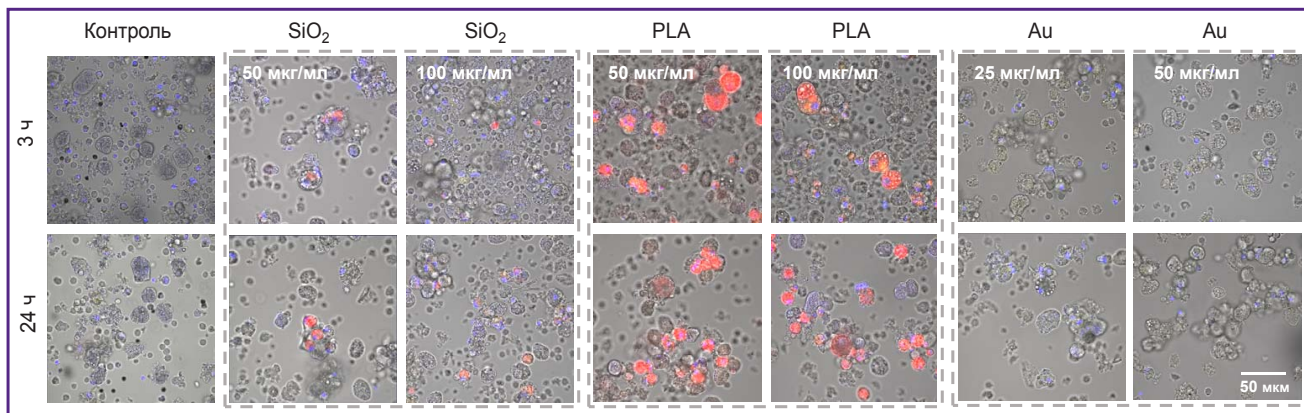 Контроль SiO₂ SiO₂ PLA PLA Au Au
50 мкг/мл 100 мкг/мл 50 мкг/мл 100 мкг/мл 25 мкг/мл 50 мкг/мл
3 ч
24 ч
50 мкм